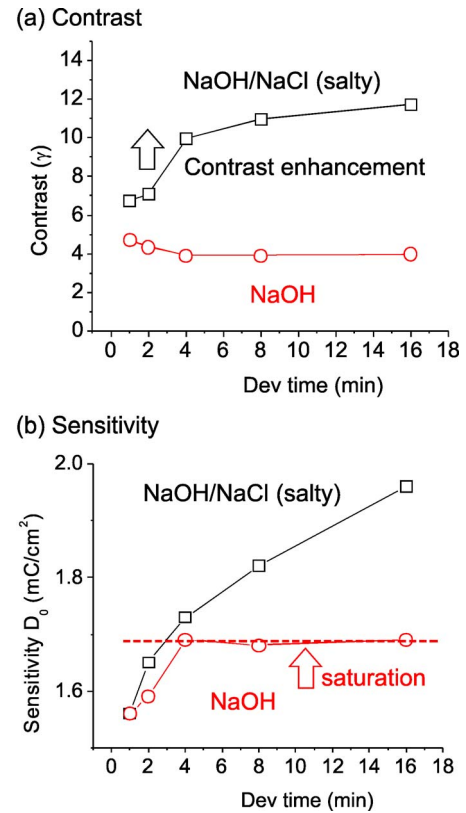 (a) Contrast
NaOH/NaCl (salty)
Contrast enhancement
NaOH
Contrast (γ)
14
12
10
8
6
4
2
0
0 2 4 6 8 10 12 14 16 18
Dev time (min)
(b) Sensitivity
NaOH/NaCl (salty)
saturation
NaOH
Sensitivity D₀ (mC/cm²)
2.0
1.8
1.6
0 2 4 6 8 10 12 14 16 18
Dev time (min)